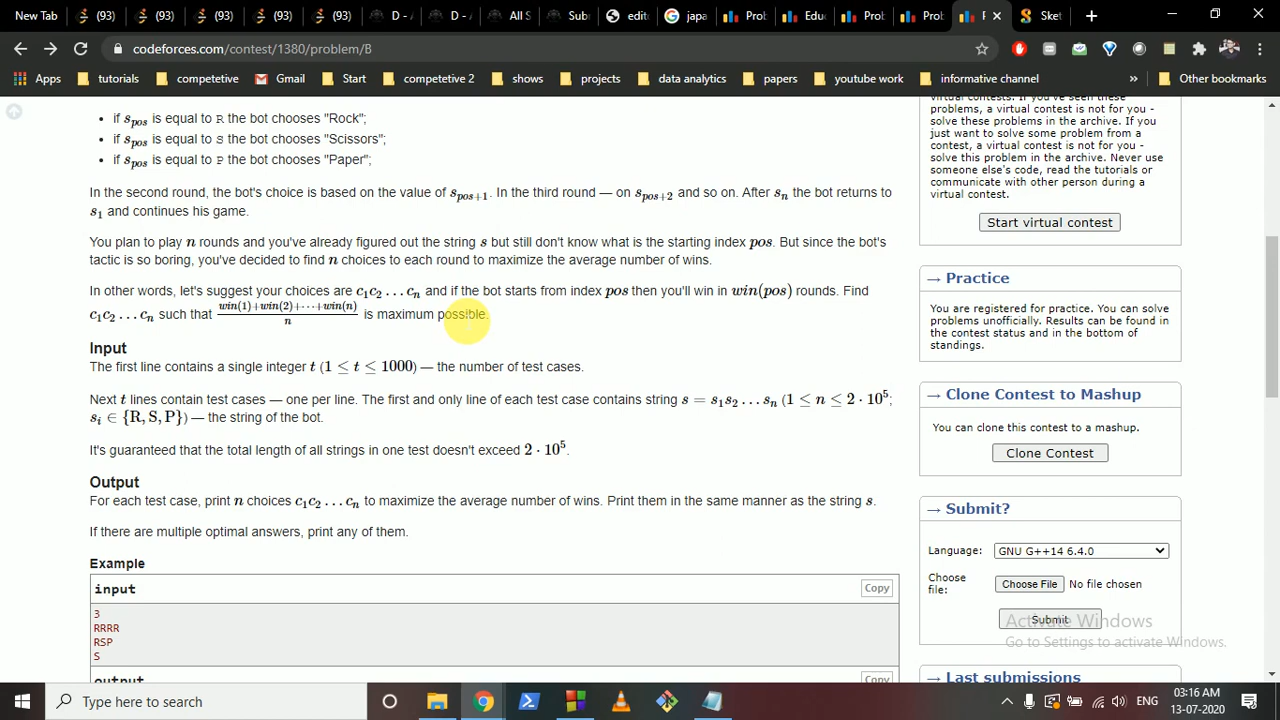 New Tab
(93)
(93)
(93)
(93)
(93)
D - A
D - A
All S
Subn
edite
japa
Prob
Educ
Prob
Prob
F
Sket
codeforces.com/contest/1380/problem/B
Apps
tutorials
competetive
Gmail
Start
competetive 2
shows
projects
data analytics
papers
youtube work
informative channel
»
Other bookmarks
• if s_pos is equal to R the bot chooses "Rock";
• if s_pos is equal to S the bot chooses "Scissors";
• if s_pos is equal to P the bot chooses "Paper";
In the second round, the bot's choice is based on the value of s_pos+1. In the third round — on s_pos+2 and so on. After s_n the bot returns to
s_1 and continues his game.
You plan to play n rounds and you've already figured out the string s but still don't know what is the starting index pos. But since the bot's
tactic is so boring, you've decided to find n choices to each round to maximize the average number of wins.
In other words, let's suggest your choices are c_1c_2 … c_n and if the bot starts from index pos then you'll win in win(pos) rounds. Find
c_1c_2 … c_n such that (win(1)+win(2)+⋯+win(n))/n is maximum possible.
Input
The first line contains a single integer t (1 ≤ t ≤ 1000) — the number of test cases.
Next t lines contain test cases — one per line. The first and only line of each test case contains string s = s_1s_2 … s_n (1 ≤ n ≤ 2 · 10^5;
s_i ∈ {R, S, P}) — the string of the bot.
It's guaranteed that the total length of all strings in one test doesn't exceed 2 · 10^5.
Output
For each test case, print n choices c_1c_2 … c_n to maximize the average number of wins. Print them in the same manner as the string s.
If there are multiple optimal answers, print any of them.
Example
input
Copy
3
RRRR
RSP
S
output
Copy
virtual contests. If you've seen these
problems, a virtual contest is not for you -
solve these problems in the archive. If you
just want to solve some problem from a
contest, a virtual contest is not for you -
solve this problem in the archive. Never use
someone else's code, read the tutorials or
communicate with other person during a
virtual contest.
Start virtual contest
→ Practice
You are registered for practice. You can
solve problems unofficially. Results can be found
in the contest status and in the bottom of
standings.
→ Clone Contest to Mashup
You can clone this contest to a mashup.
Clone Contest
→ Submit?
Language:
GNU G++14 6.4.0
Choose
file:
Choose File
No file chosen
Submit
Activate Windows
Go to Settings to activate Windows.
→ Last submissions
Type here to search
ENG
03:16 AM
13-07-2020